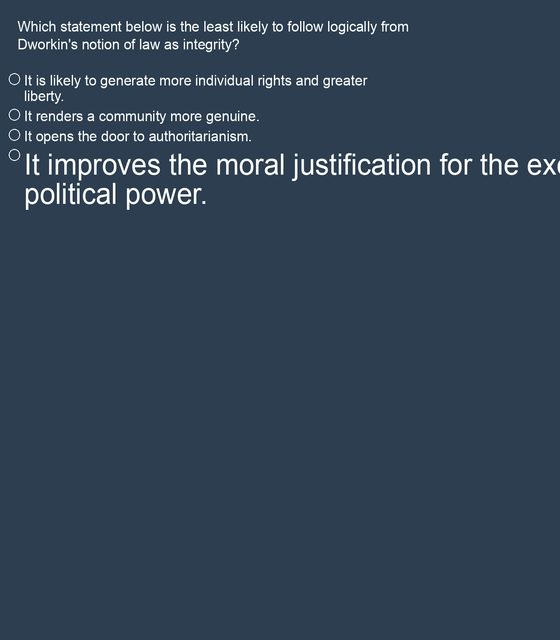 Which statement below is the least likely to follow logically from
Dworkin's notion of law as integrity?
It is likely to generate more individual rights and greater
liberty.
It renders a community more genuine.
It opens the door to authoritarianism.
It improves the moral justification for the
political power.